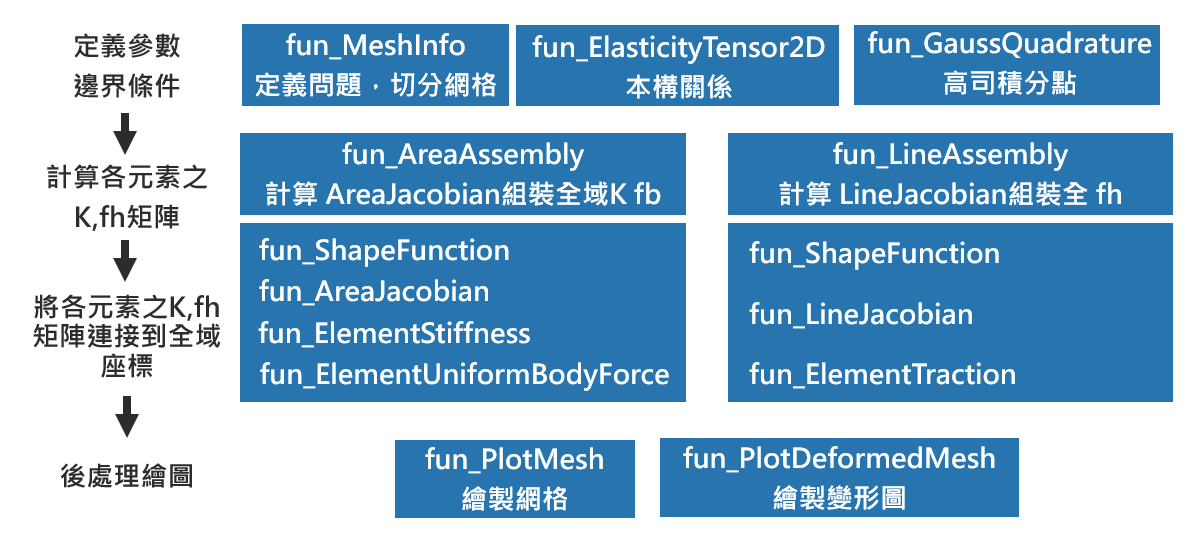 定義參數
邊界條件
fun_MeshInfo
定義問題，切分網格
fun_ElasticityTensor2D
本構關係
fun_GaussQuadrature
高司積分點
計算各元素之
K,fh矩陣
fun_AreaAssembly
計算 AreaJacobian組裝全域K fb
fun_LineAssembly
計算 LineJacobian組裝全 fh
將各元素之K,fh
矩陣連接到全域
座標
fun_ShapeFunction
fun_AreaJacobian
fun_ElementStiffness
fun_ElementUniformBodyForce
fun_ShapeFunction
fun_LineJacobian
fun_ElementTraction
後處理繪圖
fun_PlotMesh
繪製網格
fun_PlotDeformedMesh
繪製變形圖